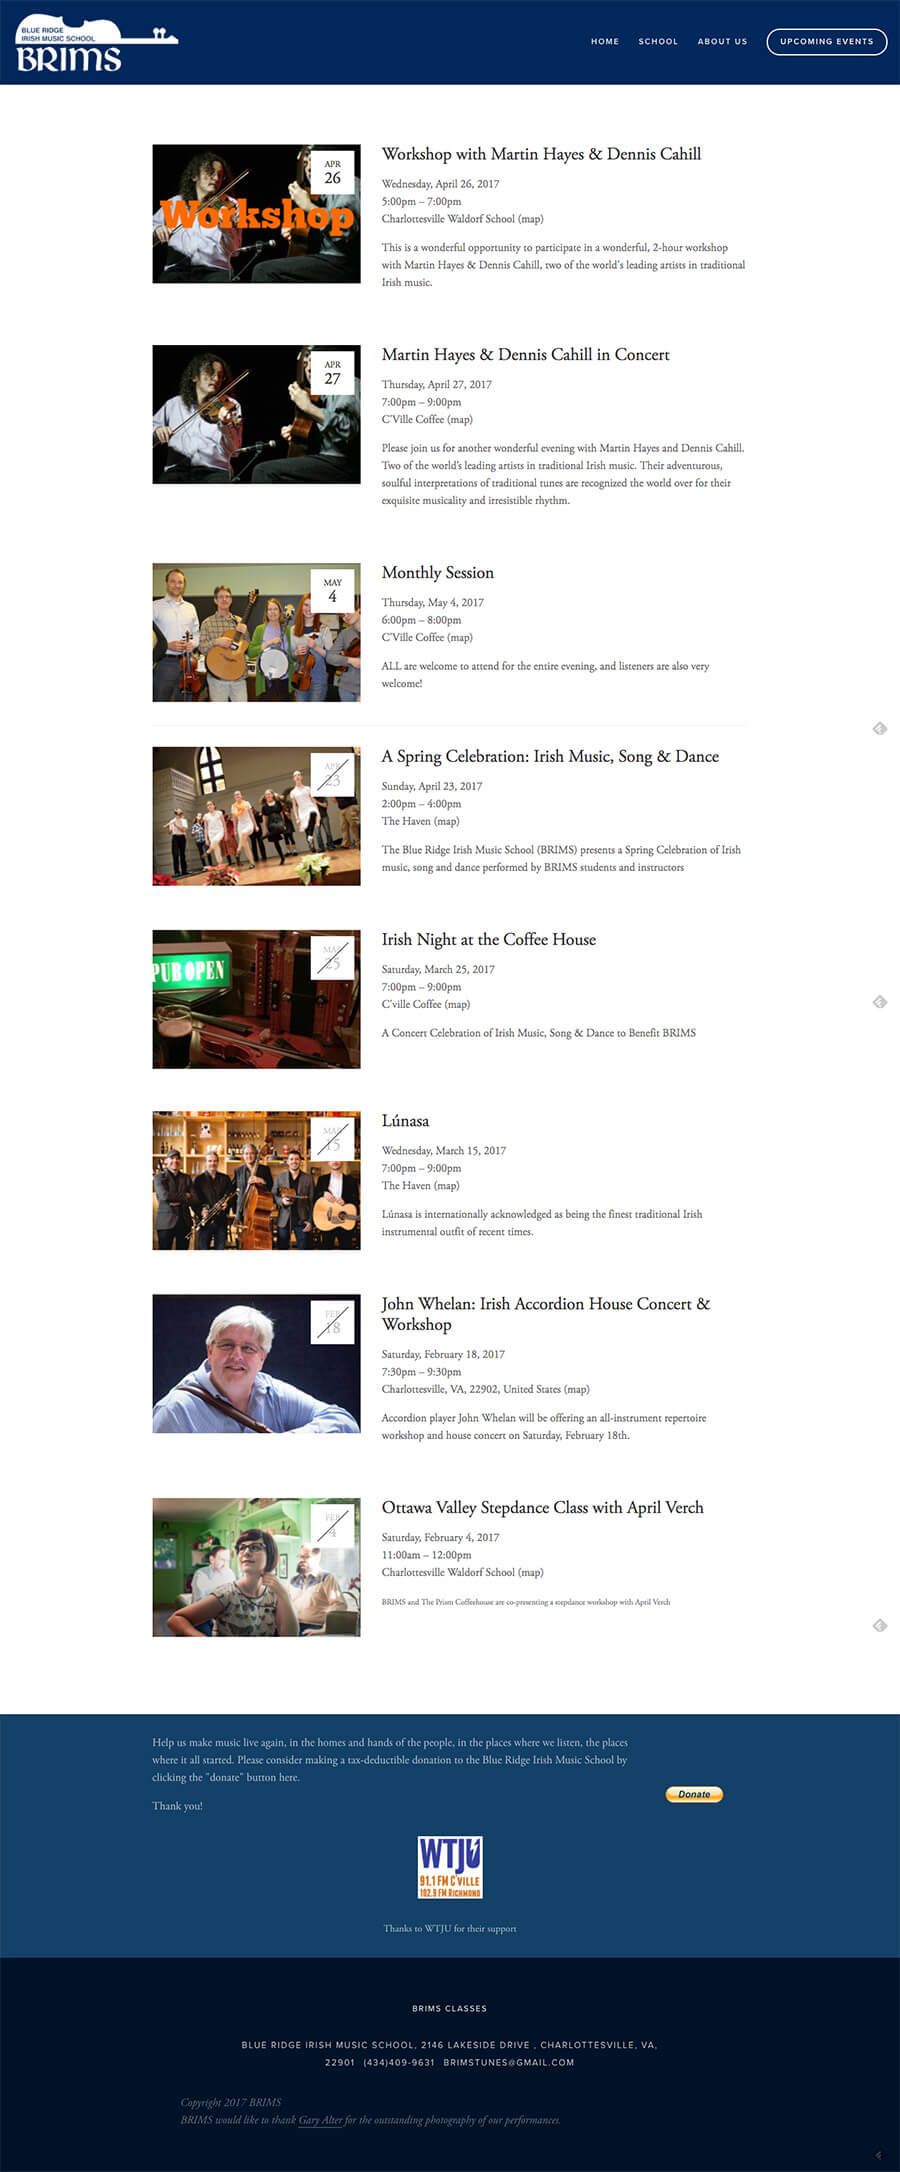 BLUE RIDGE
IRISH MUSIC SCHOOL
BRIMS
HOME SCHOOL ABOUT US UPCOMING EVENTS
APR
26
Workshop
Workshop with Martin Hayes & Dennis Cahill
Wednesday, April 26, 2017
5:00pm – 7:00pm
Charlottesville Waldorf School (map)
This is a wonderful opportunity to participate in a wonderful, 2-hour workshop
with Martin Hayes & Dennis Cahill, two of the world's leading artists in traditional
Irish music.
APR
27
Martin Hayes & Dennis Cahill in Concert
Thursday, April 27, 2017
7:00pm – 9:00pm
C'Ville Coffee (map)
Please join us for another wonderful evening with Martin Hayes and Dennis Cahill.
Two of the world's leading artists in traditional Irish music. Their adventurous,
soulful interpretations of traditional tunes are recognized the world over for their
exquisite musicality and irresistible rhythm.
MAY
4
Monthly Session
Thursday, May 4, 2017
6:00pm – 8:00pm
C'Ville Coffee (map)
ALL are welcome to attend for the entire evening, and listeners are also very
welcome!
APR
23
A Spring Celebration: Irish Music, Song & Dance
Sunday, April 23, 2017
2:00pm – 4:00pm
The Haven (map)
The Blue Ridge Irish Music School (BRIMS) presents a Spring Celebration of Irish
music, song and dance performed by BRIMS students and instructors
MAR
25
PUB OPEN
Irish Night at the Coffee House
Saturday, March 25, 2017
7:00pm – 9:00pm
C'ville Coffee (map)
A Concert Celebration of Irish Music, Song & Dance to Benefit BRIMS
MAR
15
Lúnasa
Wednesday, March 15, 2017
7:00pm – 9:00pm
The Haven (map)
Lúnasa is internationally acknowledged as being the finest traditional Irish
instrumental outfit of recent times.
FEB
18
John Whelan: Irish Accordion House Concert &
Workshop
Saturday, February 18, 2017
7:30pm – 9:30pm
Charlottesville, VA, 22902, United States (map)
Accordion player John Whelan will be offering an all-instrument repertoire
workshop and house concert on Saturday, February 18th.
FEB
4
Ottawa Valley Stepdance Class with April Verch
Saturday, February 4, 2017
11:00am – 12:00pm
Charlottesville Waldorf School (map)
BRIMS and The Prism Coffeehouse are co-presenting a stepdance workshop with April Verch
Help us make music live again, in the homes and hands of the people, in the places where we listen, the places
where it all started. Please consider making a tax-deductible donation to the Blue Ridge Irish Music School by
clicking the "donate" button here.
Thank you!
Donate
WTJU
91.1 FM C'VILLE
102.9 FM RICHMOND
Thanks to WTJU for their support
BRIMS CLASSES
BLUE RIDGE IRISH MUSIC SCHOOL, 2146 LAKESIDE DRIVE , CHARLOTTESVILLE, VA,
22901 (434)409-9631 BRIMSTUNES@GMAIL.COM
Copyright 2017 BRIMS
BRIMS would like to thank Gary Alter for the outstanding photography of our performances.